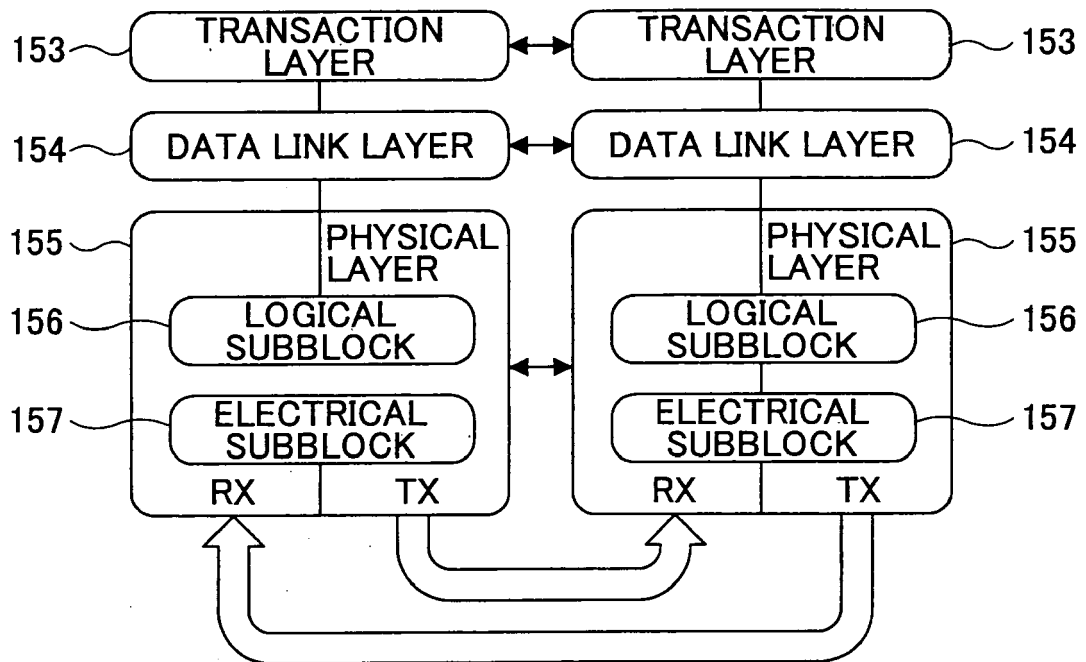 153
TRANSACTION
LAYER
TRANSACTION
LAYER
153
154
DATA LINK LAYER
DATA LINK LAYER
154
155
PHYSICAL
LAYER
PHYSICAL
LAYER
155
156
LOGICAL
SUBBLOCK
LOGICAL
SUBBLOCK
156
157
ELECTRICAL
SUBBLOCK
ELECTRICAL
SUBBLOCK
157
RX
TX
RX
TX